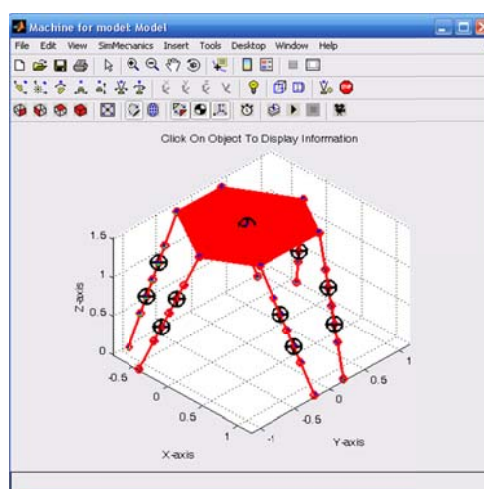 Machine for model: Model
File Edit View SimMechanics Insert Tools Desktop Window Help
Click On Object To Display Information
1.5
1
0.5
0
Z-axis
-0.5
0
0.5
1
X-axis
-1
-0.5
0
0.5
1
Y-axis